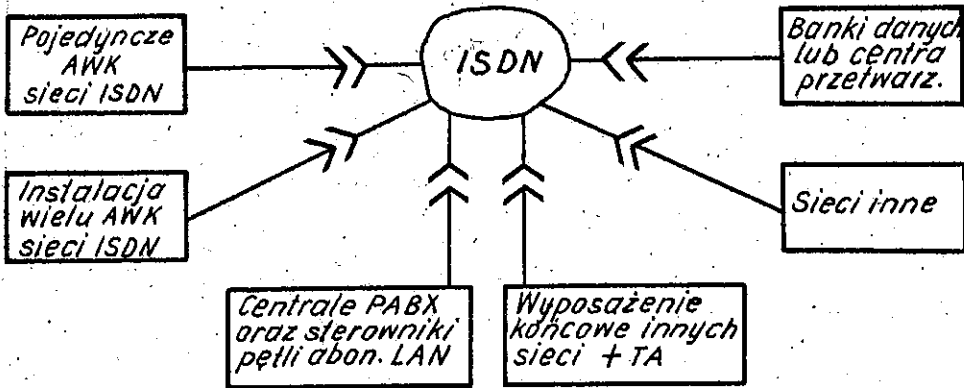 Pojedyncze
AWK
sieci ISDN
ISDN
Banki danych
lub centra
przetwarz.
Instalacja
wielu AWK
sieci ISDN
Sieci inne
Centrale PABX
oraz sterowniki
pętli abon. LAN
Wyposażenie
końcowe innych
sieci + TA